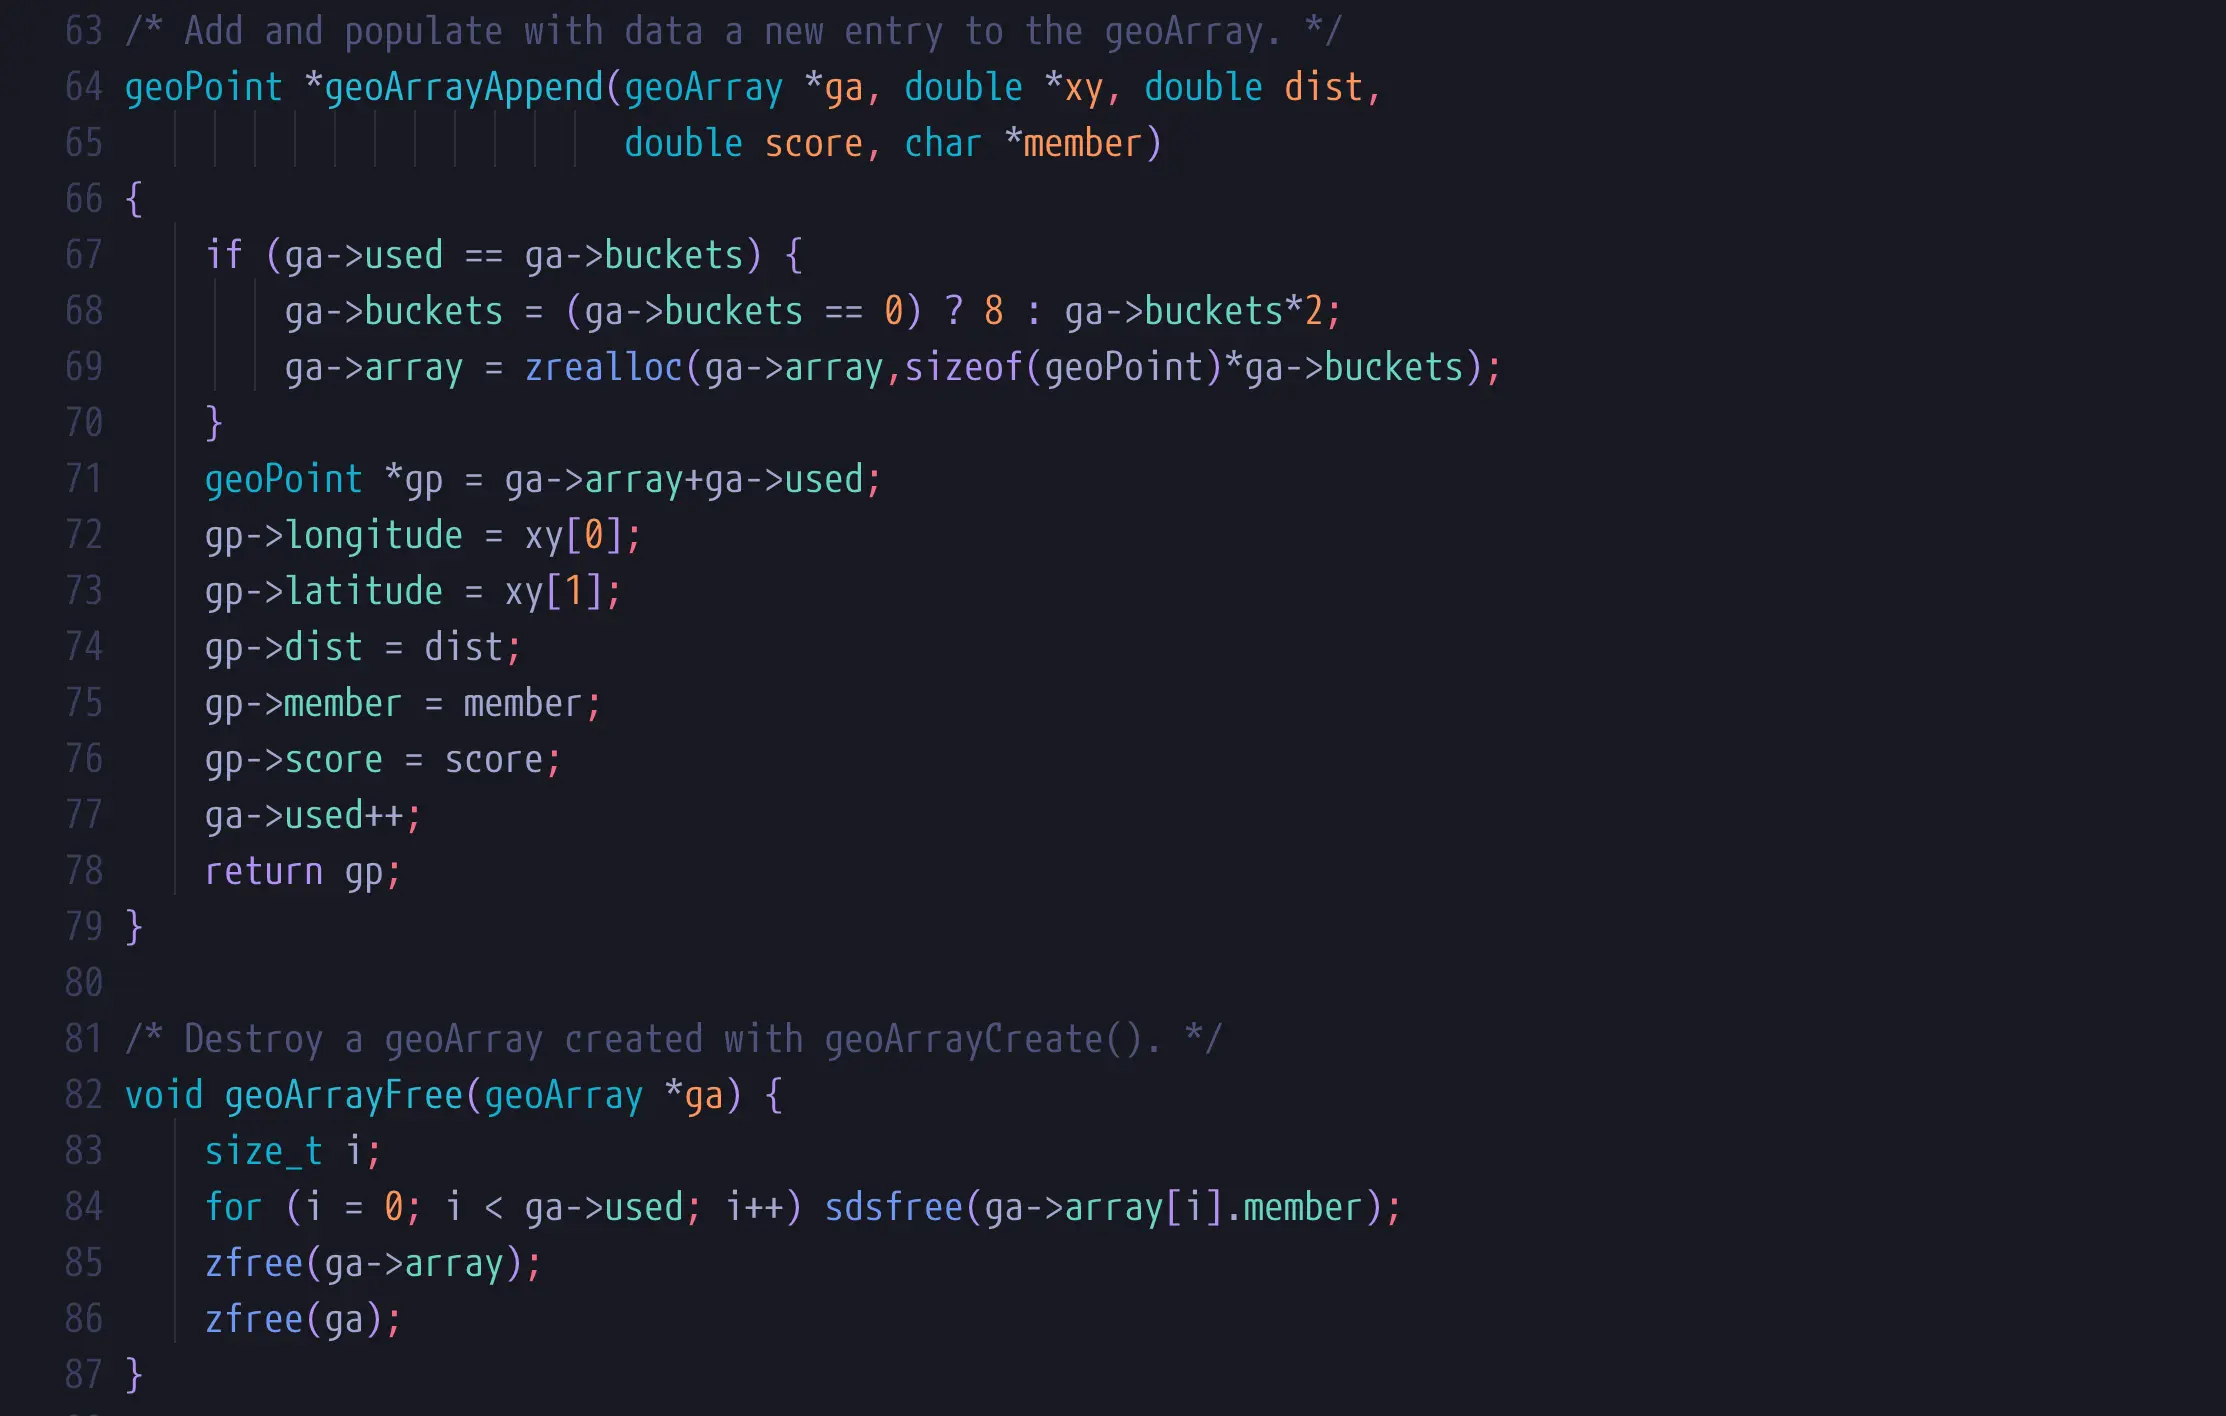 63 /* Add and populate with data a new entry to the geoArray. */
64 geoPoint *geoArrayAppend(geoArray *ga, double *xy, double dist,
65                          double score, char *member)
66 {
67     if (ga->used == ga->buckets) {
68         ga->buckets = (ga->buckets == 0) ? 8 : ga->buckets*2;
69         ga->array = zrealloc(ga->array,sizeof(geoPoint)*ga->buckets);
70     }
71     geoPoint *gp = ga->array+ga->used;
72     gp->longitude = xy[0];
73     gp->latitude = xy[1];
74     gp->dist = dist;
75     gp->member = member;
76     gp->score = score;
77     ga->used++;
78     return gp;
79 }
80
81 /* Destroy a geoArray created with geoArrayCreate(). */
82 void geoArrayFree(geoArray *ga) {
83     size_t i;
84     for (i = 0; i < ga->used; i++) sdsfree(ga->array[i].member);
85     zfree(ga->array);
86     zfree(ga);
87 }